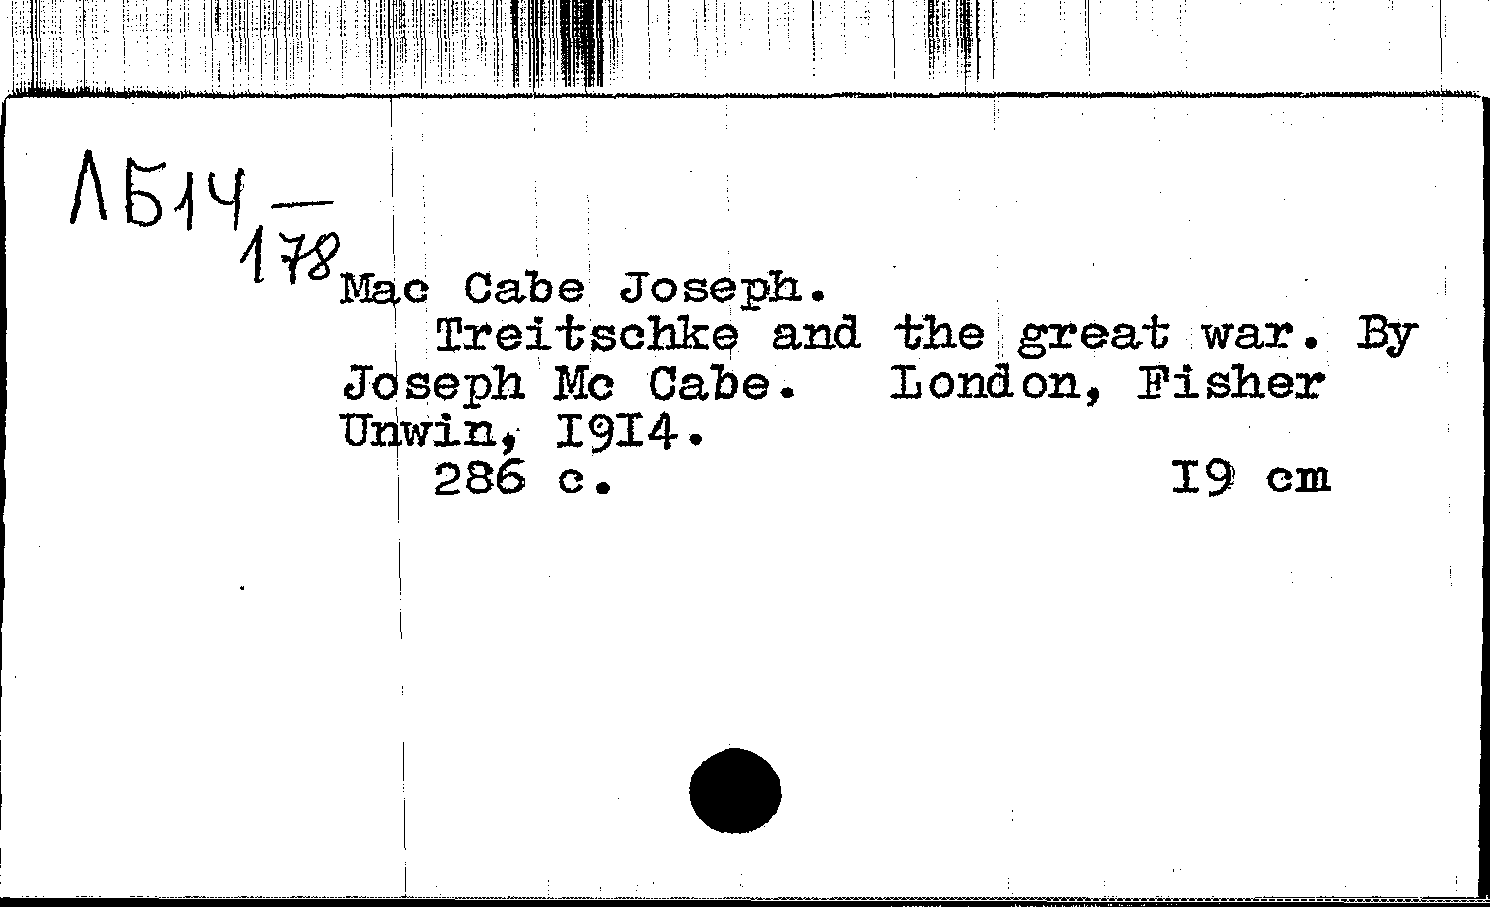 ЛБ14 —
178
Mac Cabe Joseph.
Treitschke and the great war. By
Joseph Mc Cabe. London, Fisher
Unwin, I9I4.
286 c. I9 cm